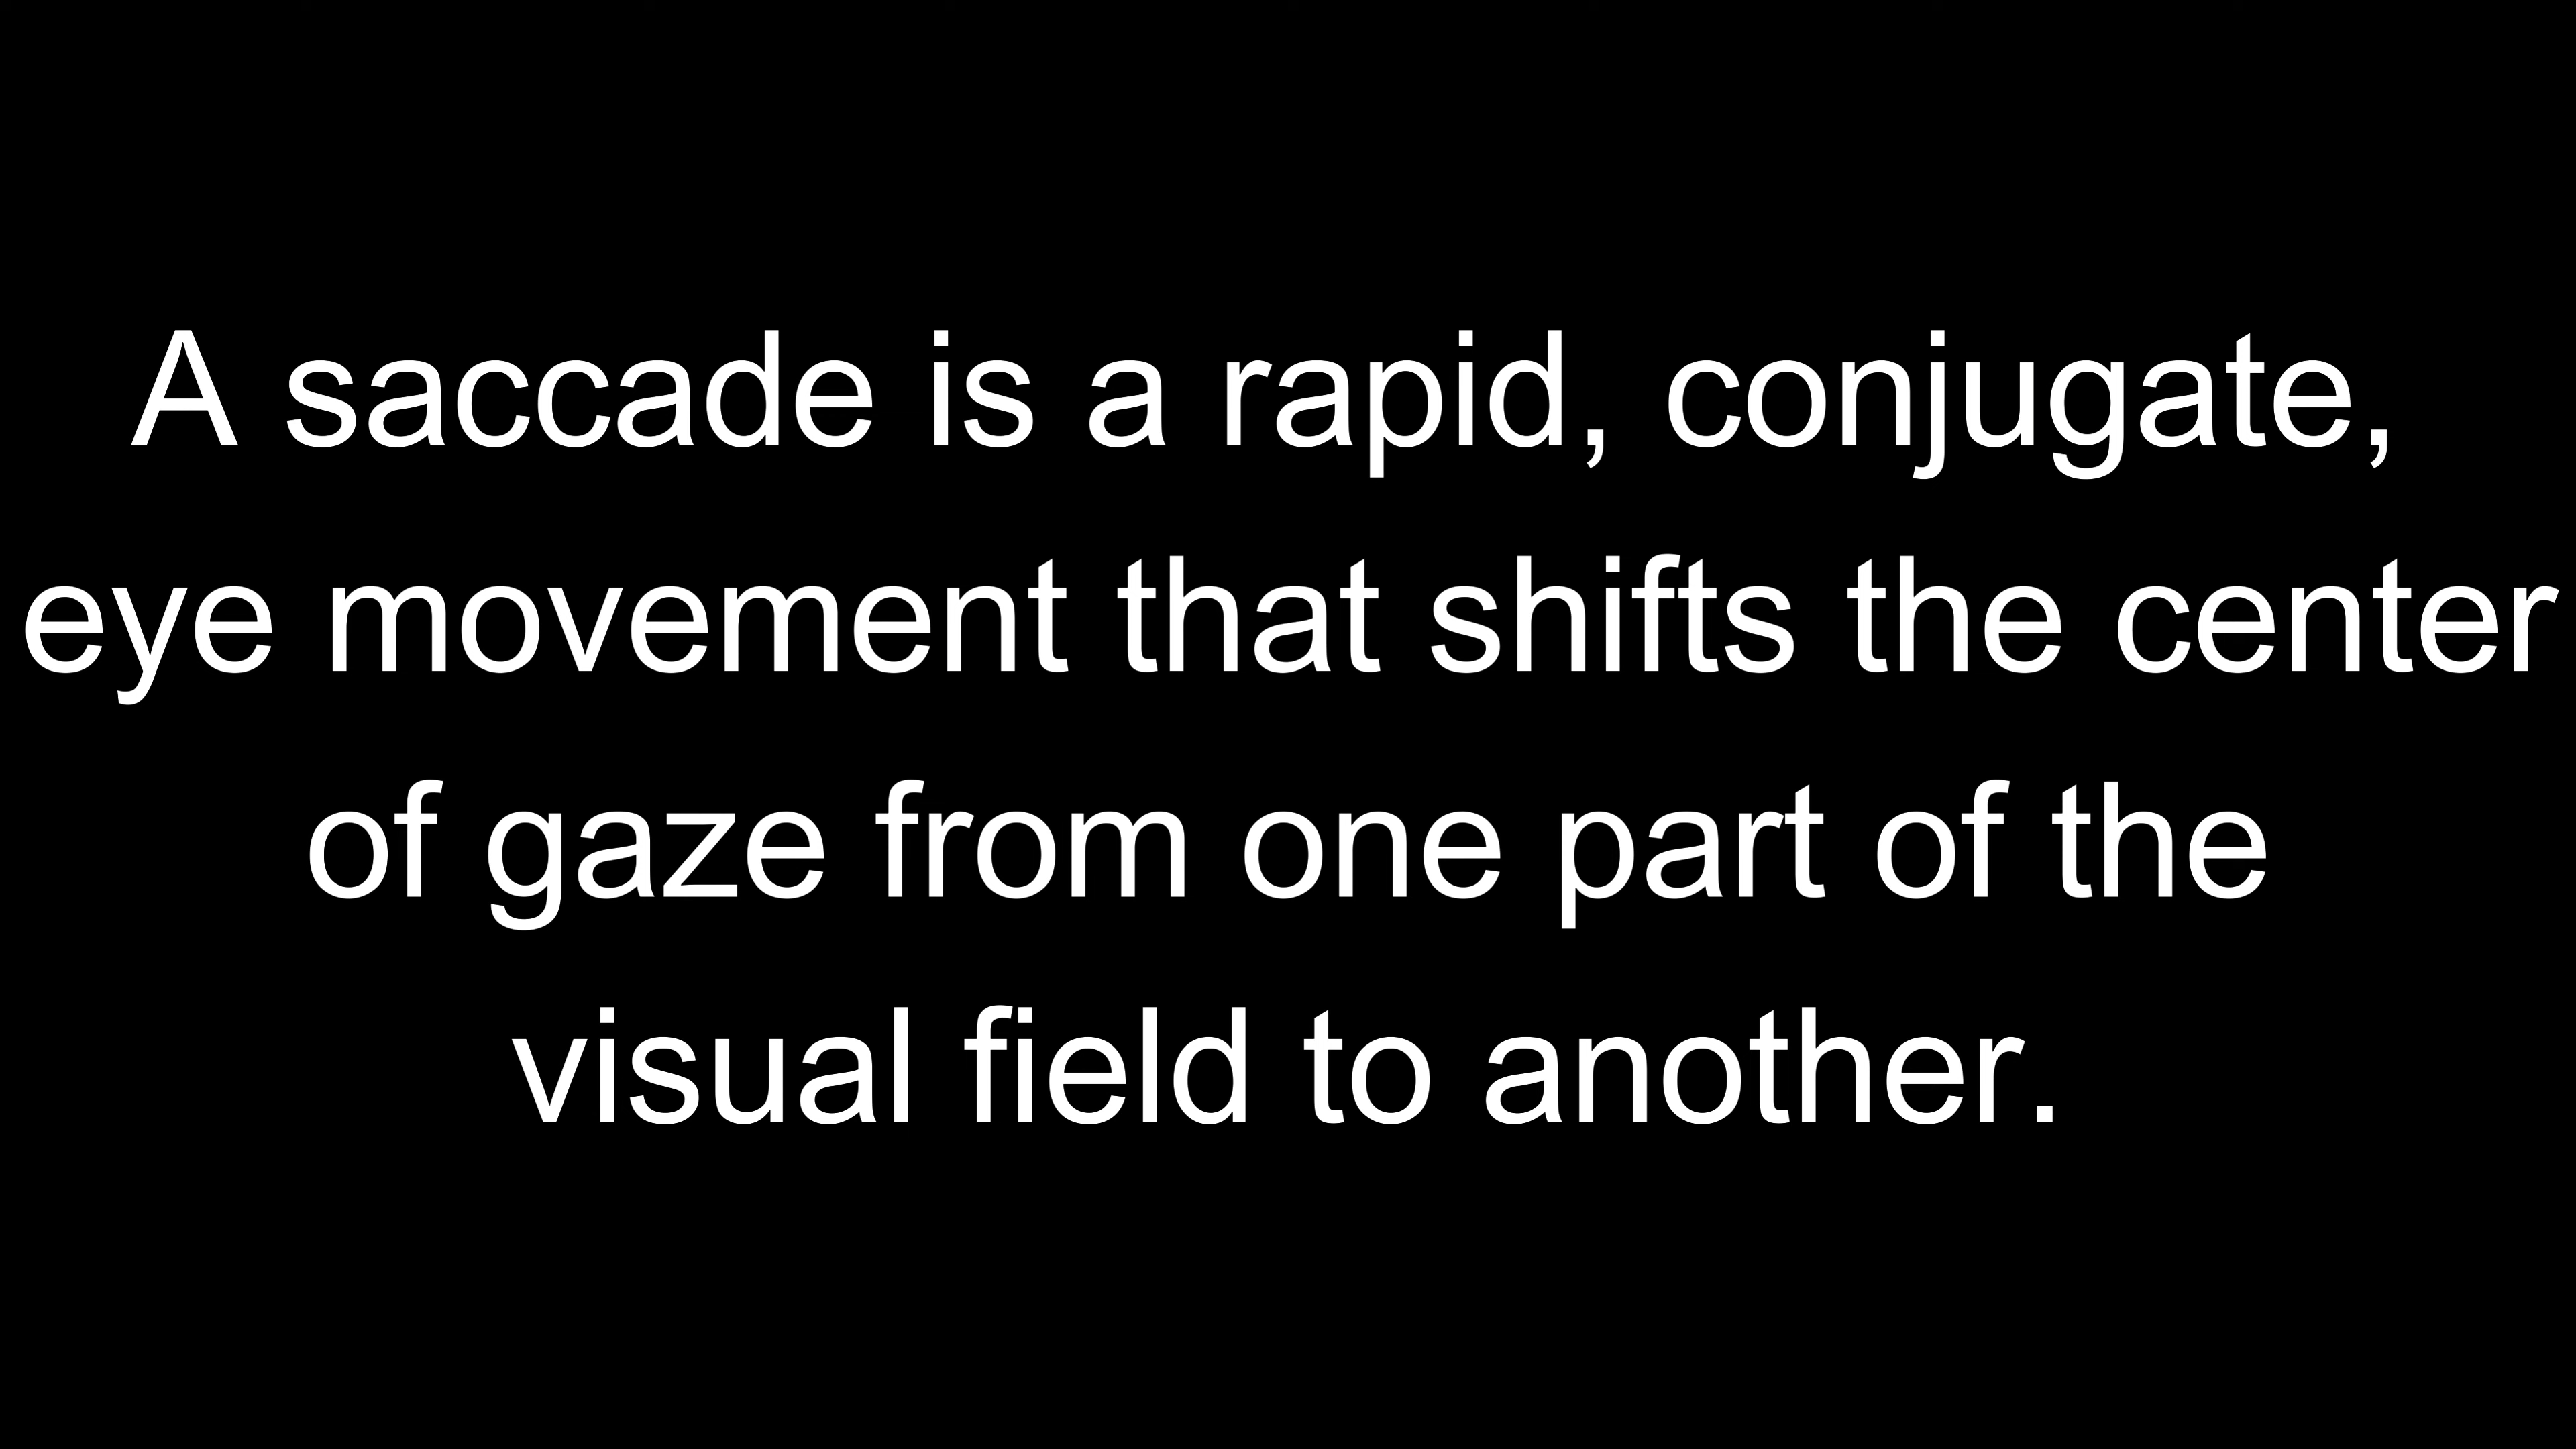 A saccade is a rapid, conjugate,
eye movement that shifts the center
of gaze from one part of the
visual field to another.